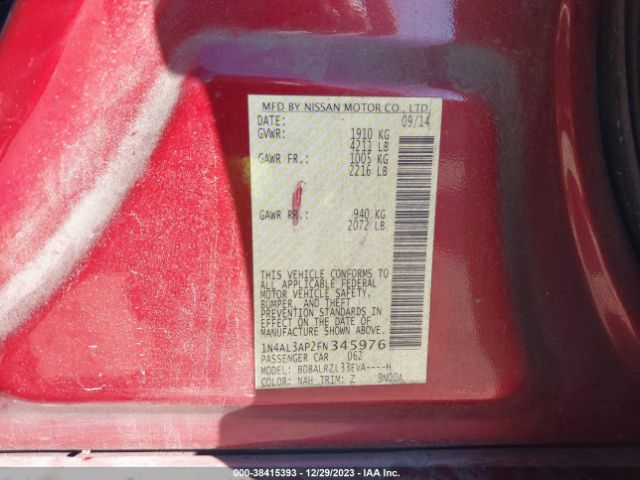 MFD BY NISSAN MOTOR CO., LTD.
DATE: 09/14
GVWR: 1910 KG
4211 LB
GAWR FR.: 1005 KG
2216 LB
GAWR RR.: 940 KG
2072 LB
THIS VEHICLE CONFORMS TO
ALL APPLICABLE FEDERAL
MOTOR VEHICLE SAFETY,
BUMPER, AND THEFT
PREVENTION STANDARDS IN
EFFECT ON THE DATE OF
MANUFACTURE SHOWN ABOVE.
1N4AL3AP2FN345976
PASSENGER CAR 062
MODEL: BDBALRZL33EVA----H
COLOR: NAH TRIM: Z
000-38415393 - 12/29/2023 - IAA Inc.